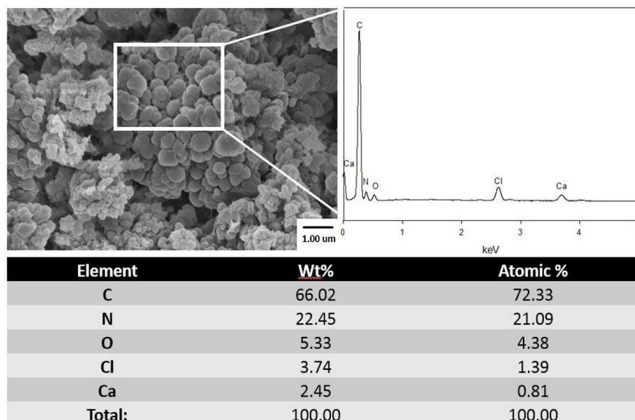 C
Ca
N
O
Cl
Ca
0 1 2 3 4
keV
1.00 um
Element Wt% Atomic %
C 66.02 72.33
N 22.45 21.09
O 5.33 4.38
Cl 3.74 1.39
Ca 2.45 0.81
Total: 100.00 100.00